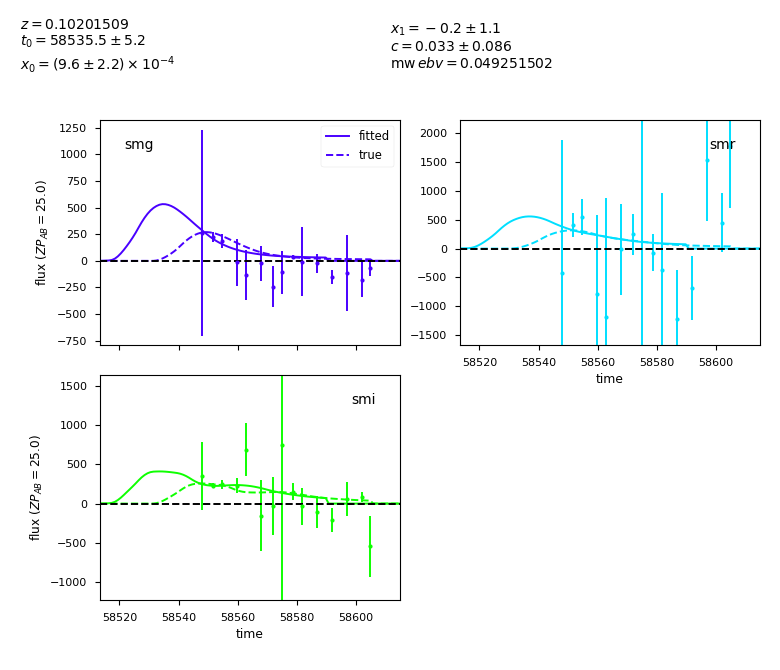 z = 0.10201509
t₀ = 58535.5 ± 5.2
x₀ = (9.6 ± 2.2) × 10⁻⁴
x₁ = −0.2 ± 1.1
c = 0.033 ± 0.086
mw ebv = 0.049251502
smg
fitted
true
1250
1000
750
500
250
0
−250
−500
−750
flux (ZP_AB = 25.0)
smr
2000
1500
1000
500
0
−500
−1000
−1500
58520 58540 58560 58580 58600
time
smi
1500
1000
500
0
−500
−1000
flux (ZP_AB = 25.0)
58520 58540 58560 58580 58600
time